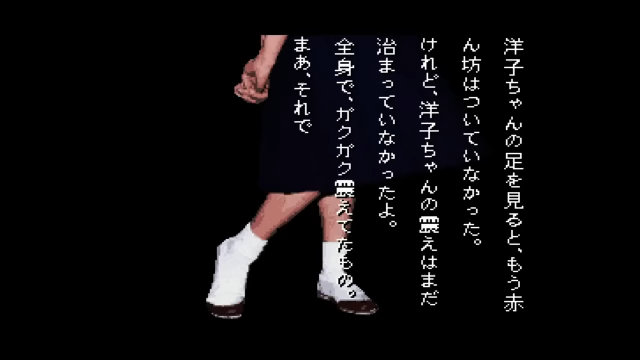 洋子ちゃんの足を見ると、もう赤
ん坊はついていなかった。
けれど、洋子ちゃんの震えはまだ
治まっていなかったよ。
全身で、ガクガク震えてたもの。
まあ、それで